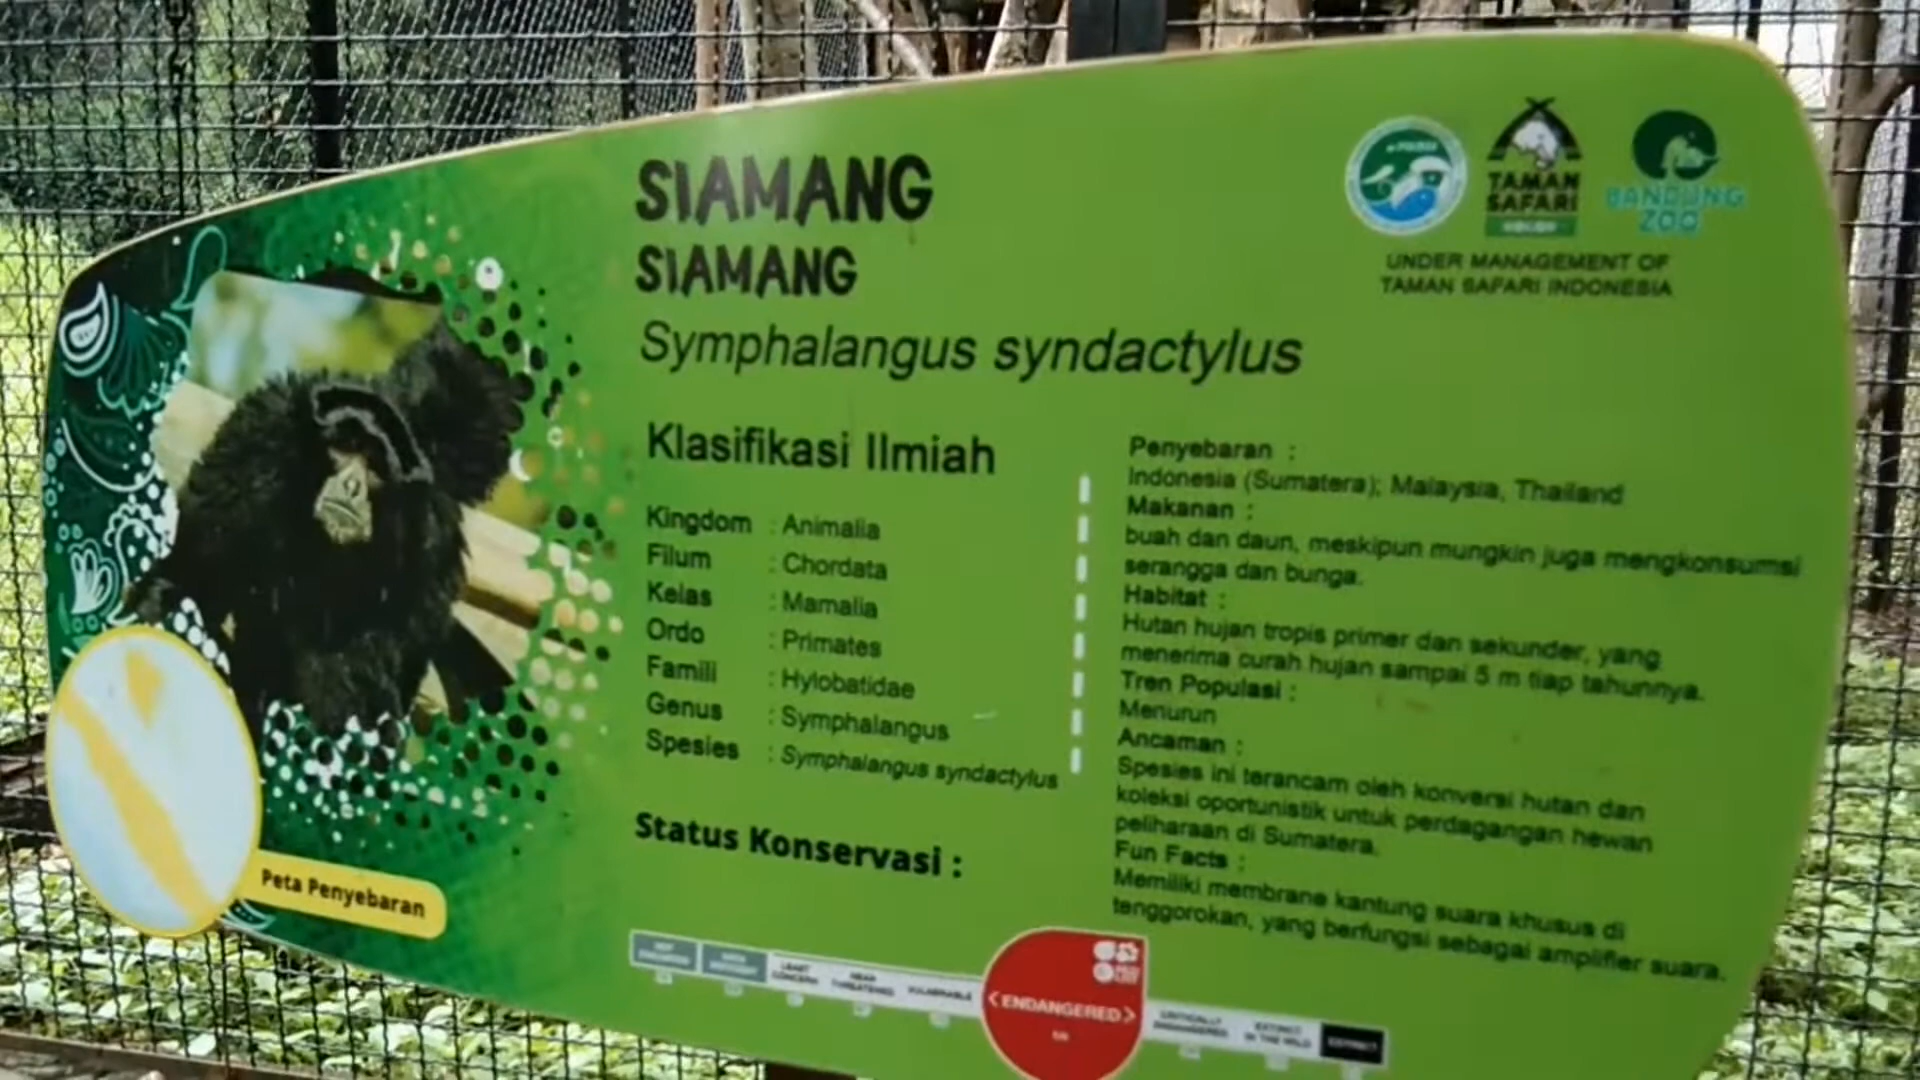 TAMAN
SAFARI
BANDUNG
ZOO
UNDER MANAGEMENT OF
TAMAN SAFARI INDONESIA
SIAMANG
SIAMANG
Symphalangus syndactylus
Klasifikasi Ilmiah
Kingdom : Animalia
Filum : Chordata
Kelas : Mamalia
Ordo : Primates
Famili : Hylobatidae
Genus : Symphalangus
Spesies : Symphalangus syndactylus
Penyebaran :
Indonesia (Sumatera); Malaysia, Thailand
Makanan :
buah dan daun, meskipun mungkin juga mengkonsumsi
serangga dan bunga.
Habitat :
Hutan hujan tropis primer dan sekunder, yang
menerima curah hujan sampai 5 m tiap tahunnya.
Tren Populasi :
Menurun
Ancaman :
Spesies ini terancam oleh konversi hutan dan
koleksi oportunistik untuk perdagangan hewan
peliharaan di Sumatera.
Fun Facts :
Memiliki membrane kantung suara khusus di
tenggorokan, yang berfungsi sebagai amplifier suara.
Peta Penyebaran
Status Konservasi :
LEAST
CONCERN
NEAR
THREATENED
VULNERABLE
<ENDANGERED>
CRITICALLY
ENDANGERED
EXTINCT
IN THE WILD
EXTINCT